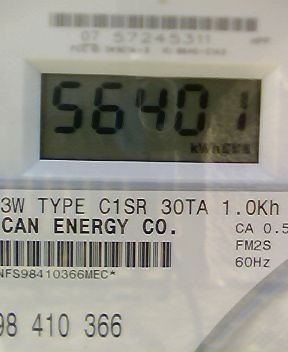 07 57245311
56401
kWh
3W TYPE C1SR 30TA 1.0Kh
CAN ENERGY CO.
CA 0.5
FM2S
NFS98410366MEC*
60Hz
98 410 366